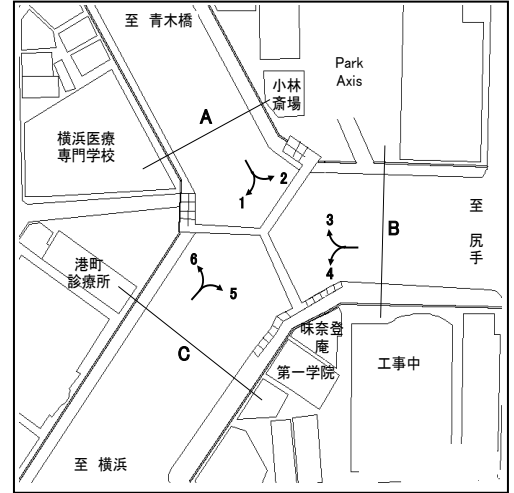 至 青木橋
Park
Axis
小林
斎場
A
横浜医療
専門学校
2
1
3
B
至
尻
手
4
港町
診療所
6
5
味奈登
庵
C
第一学院
工事中
至 横浜